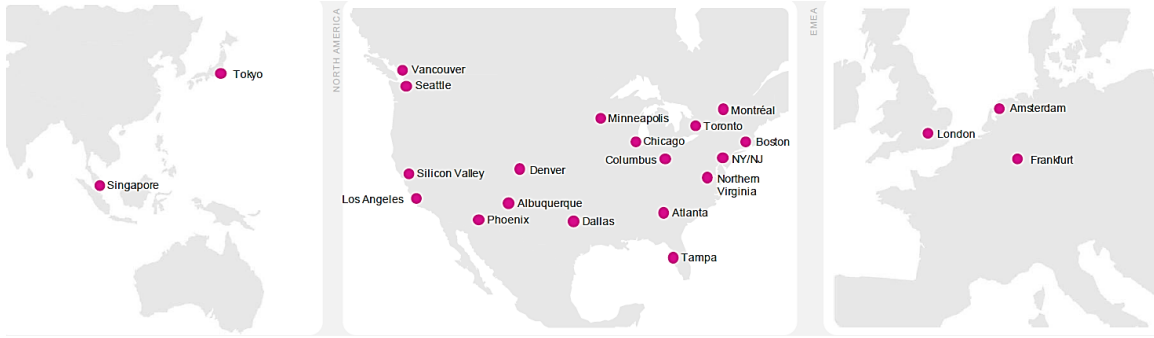 Tokyo
Singapore
NORTH AMERICA
Vancouver
Seattle
Minneapolis
Montréal
Toronto
Chicago
Boston
Columbus
NY/NJ
Silicon Valley
Denver
Northern
Virginia
Los Angeles
Albuquerque
Phoenix
Dallas
Atlanta
Tampa
EMEA
Amsterdam
London
Frankfurt